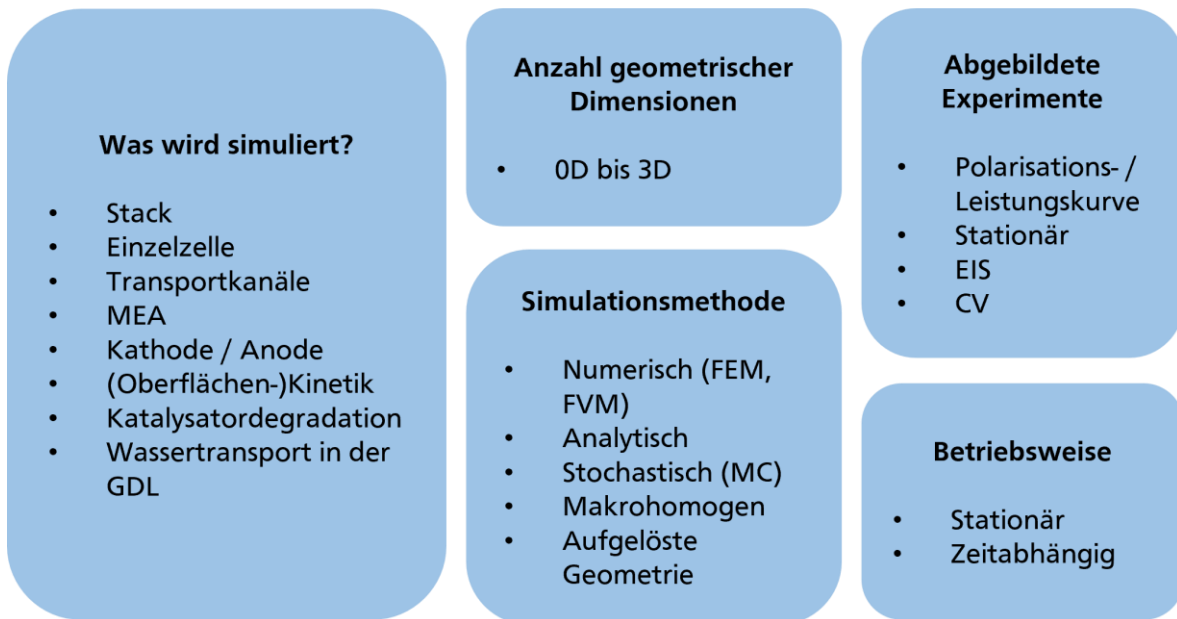 Was wird simuliert?
• Stack
• Einzelzelle
• Transportkanäle
• MEA
• Kathode / Anode
• (Oberflächen-)Kinetik
• Katalysatordegradation
• Wassertransport in der
GDL
Anzahl geometrischer
Dimensionen
• 0D bis 3D
Simulationsmethode
• Numerisch (FEM,
FVM)
• Analytisch
• Stochastisch (MC)
• Makrohomogen
• Aufgelöste
Geometrie
Abgebildete
Experimente
• Polarisations- /
Leistungskurve
• Stationär
• EIS
• CV
Betriebsweise
• Stationär
• Zeitabhängig